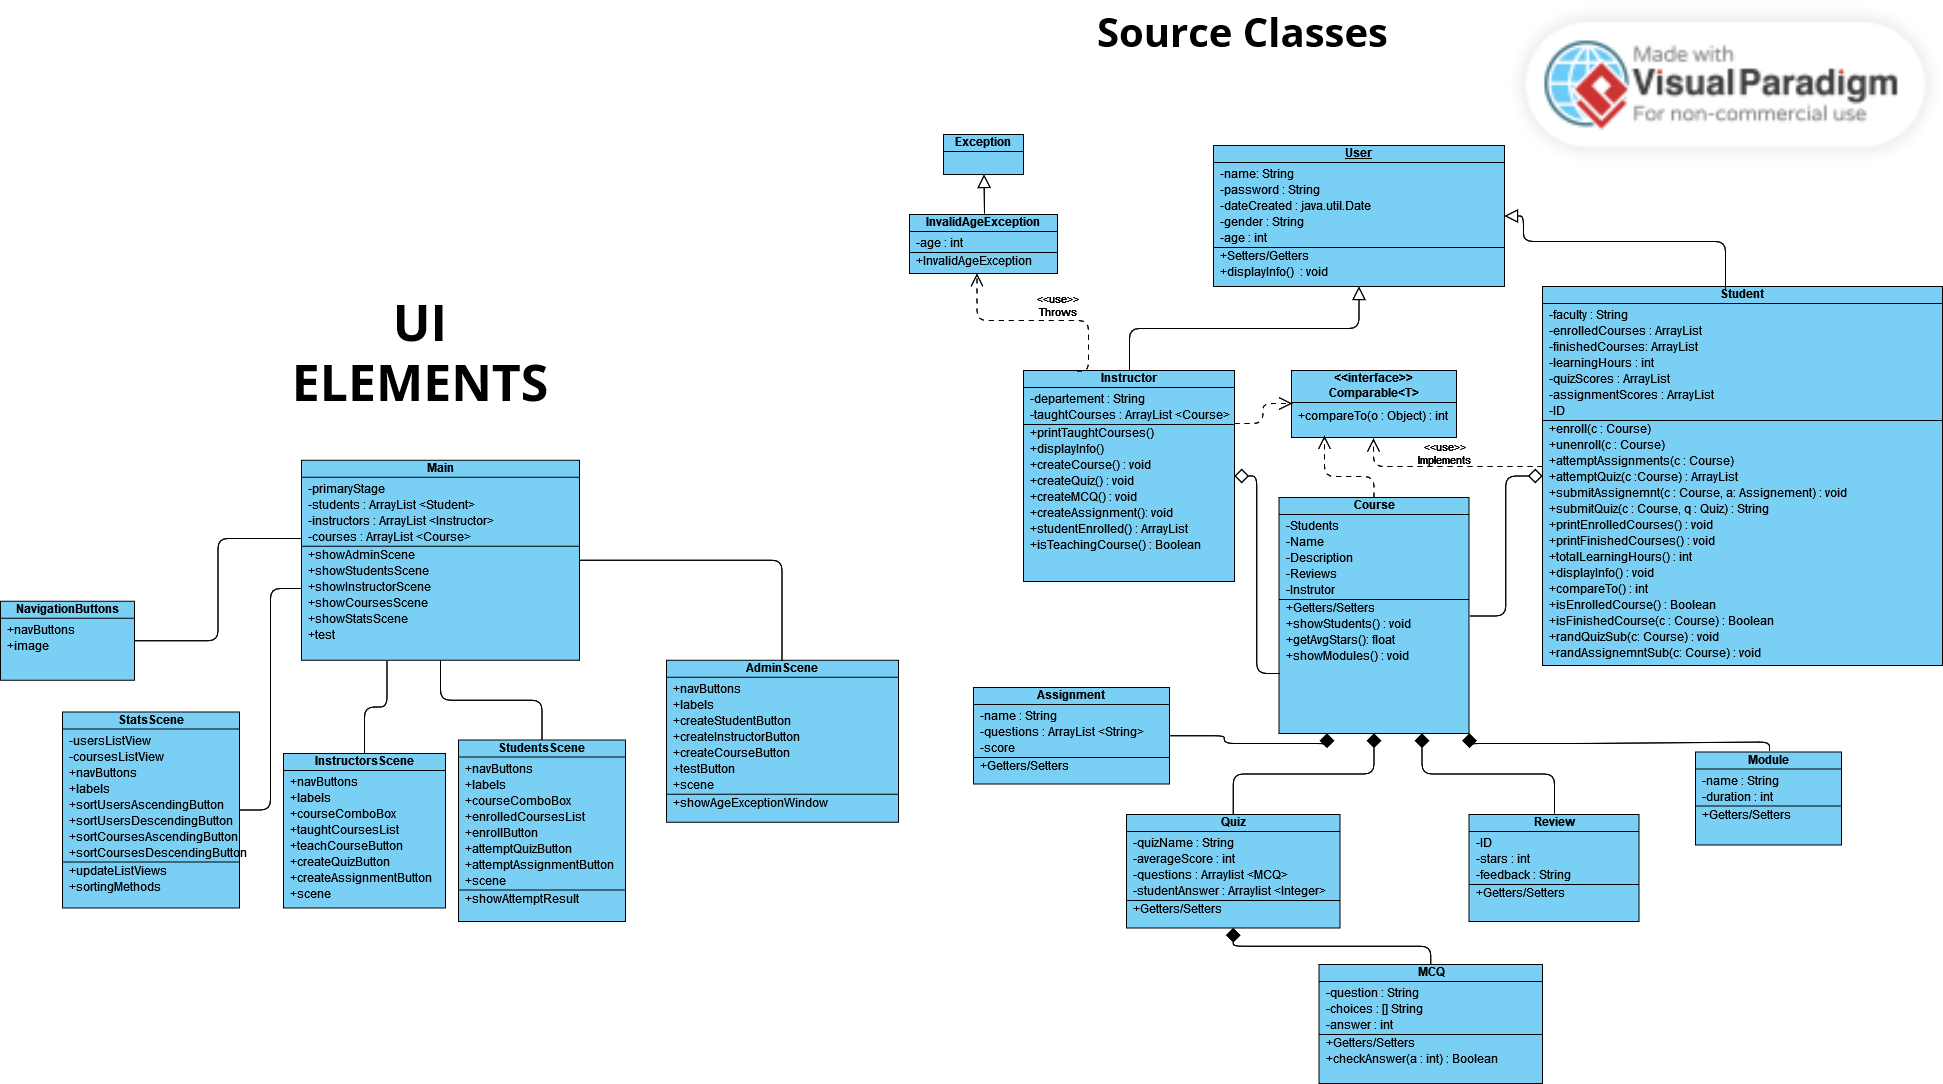 Source Classes
Made with
Visual Paradigm
For non-commercial use
Exception
InvalidAgeException
-age : int
+InvalidAgeException
<<use>>
Throws
User
-name: String
-password : String
-dateCreated : java.util.Date
-gender : String
-age : int
+Setters/Getters
+displayInfo() : void
Student
-faculty : String
-enrolledCourses : ArrayList
-finishedCourses: ArrayList
-learningHours : int
-quizScores : ArrayList
-assignmentScores : ArrayList
-ID
+enroll(c : Course)
+unenroll(c : Course)
+attemptAssignments(c : Course)
+attemptQuiz(c :Course) : ArrayList
+submitAssignemnt(c : Course, a: Assignement) : void
+submitQuiz(c : Course, q : Quiz) : String
+printEnrolledCourses() : void
+printFinishedCourses() : void
+totalLearningHours() : int
+displayInfo() : void
+compareTo() : int
+isEnrolledCourse() : Boolean
+isFinishedCourse(c : Course) : Boolean
+randQuizSub(c: Course) : void
+randAssignemntSub(c: Course) : void
Instructor
-departement : String
-taughtCourses : ArrayList <Course>
+printTaughtCourses()
+displayInfo()
+createCourse() : void
+createQuiz() : void
+createMCQ() : void
+createAssignment(): void
+studentEnrolled() : ArrayList
+isTeachingCourse() : Boolean
<<interface>>
Comparable<T>
+compareTo(o : Object) : int
<<use>>
Implements
Course
-Students
-Name
-Description
-Reviews
-Instrutor
+Getters/Setters
+showStudents() : void
+getAvgStars(): float
+showModules() : void
Assignment
-name : String
-questions : ArrayList <String>
-score
+Getters/Setters
Quiz
-quizName : String
-averageScore : int
-questions : Arraylist <MCQ>
-studentAnswer : Arraylist <Integer>
+Getters/Setters
Review
-ID
-stars : int
-feedback : String
+Getters/Setters
Module
-name : String
-duration : int
+Getters/Setters
MCQ
-question : String
-choices : [] String
-answer : int
+Getters/Setters
+checkAnswer(a : int) : Boolean
UI
ELEMENTS
Main
-primaryStage
-students : ArrayList <Student>
-instructors : ArrayList <Instructor>
-courses : ArrayList <Course>
+showAdminScene
+showStudentsScene
+showInstructorScene
+showCoursesScene
+showStatsScene
+test
NavigationButtons
+navButtons
+image
StatsScene
-usersListView
-coursesListView
+navButtons
+labels
+sortUsersAscendingButton
+sortUsersDescendingButton
+sortCoursesAscendingButton
+sortCoursesDescendingButton
+updateListViews
+sortingMethods
InstructorsScene
+navButtons
+labels
+courseComboBox
+taughtCoursesList
+teachCourseButton
+createQuizButton
+createAssignmentButton
+scene
StudentsScene
+navButtons
+labels
+courseComboBox
+enrolledCoursesList
+enrollButton
+attemptQuizButton
+attemptAssignmentButton
+scene
+showAttemptResult
AdminScene
+navButtons
+labels
+createStudentButton
+createInstructorButton
+createCourseButton
+testButton
+scene
+showAgeExceptionWindow